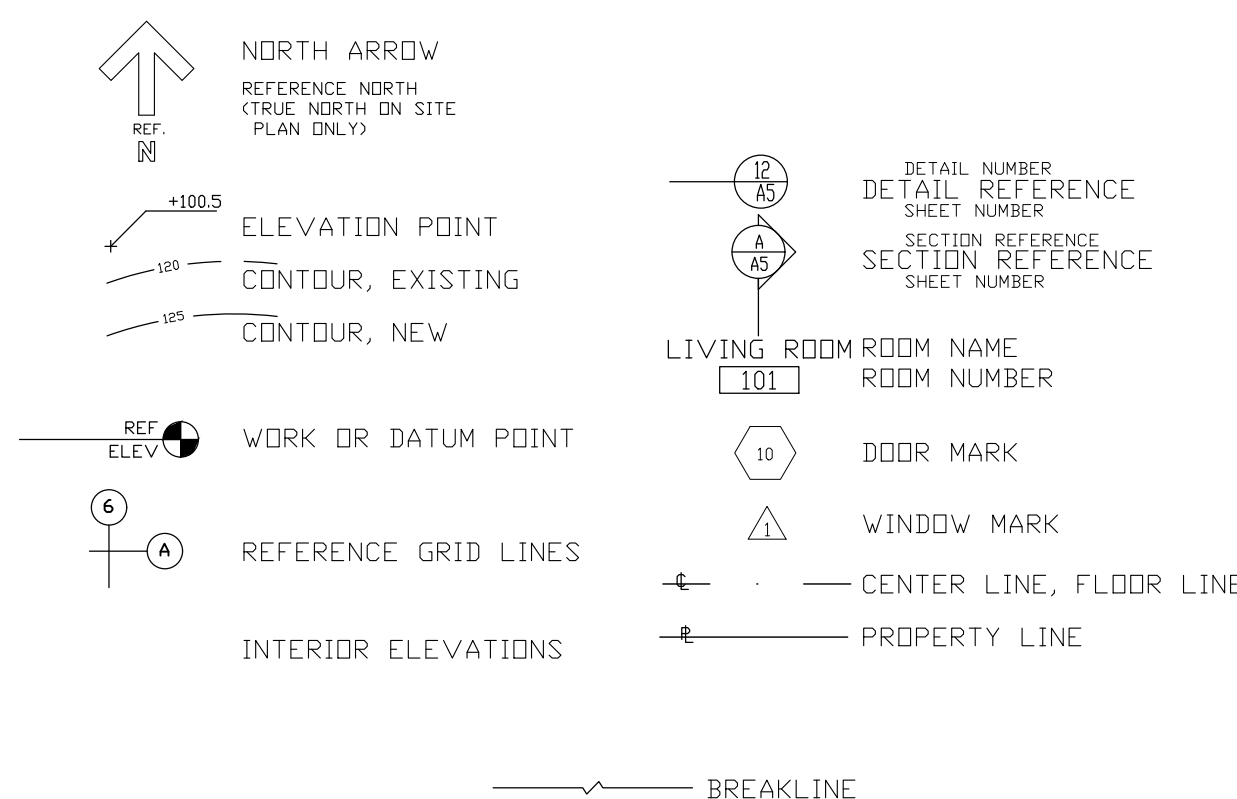 NORTH ARROW
REFERENCE NORTH
(TRUE NORTH ON SITE
PLAN ONLY)
REF.
N
+100.5
ELEVATION POINT
120
CONTOUR, EXISTING
125
CONTOUR, NEW
REF
ELEV
WORK OR DATUM POINT
6
A
REFERENCE GRID LINES
INTERIOR ELEVATIONS
12
A5
DETAIL NUMBER
DETAIL REFERENCE
SHEET NUMBER
A
A5
SECTION REFERENCE
SECTION REFERENCE
SHEET NUMBER
LIVING ROOM ROOM NAME
101 ROOM NUMBER
10 DOOR MARK
1 WINDOW MARK
℄ CENTER LINE, FLOOR LINE
PL PROPERTY LINE
BREAKLINE